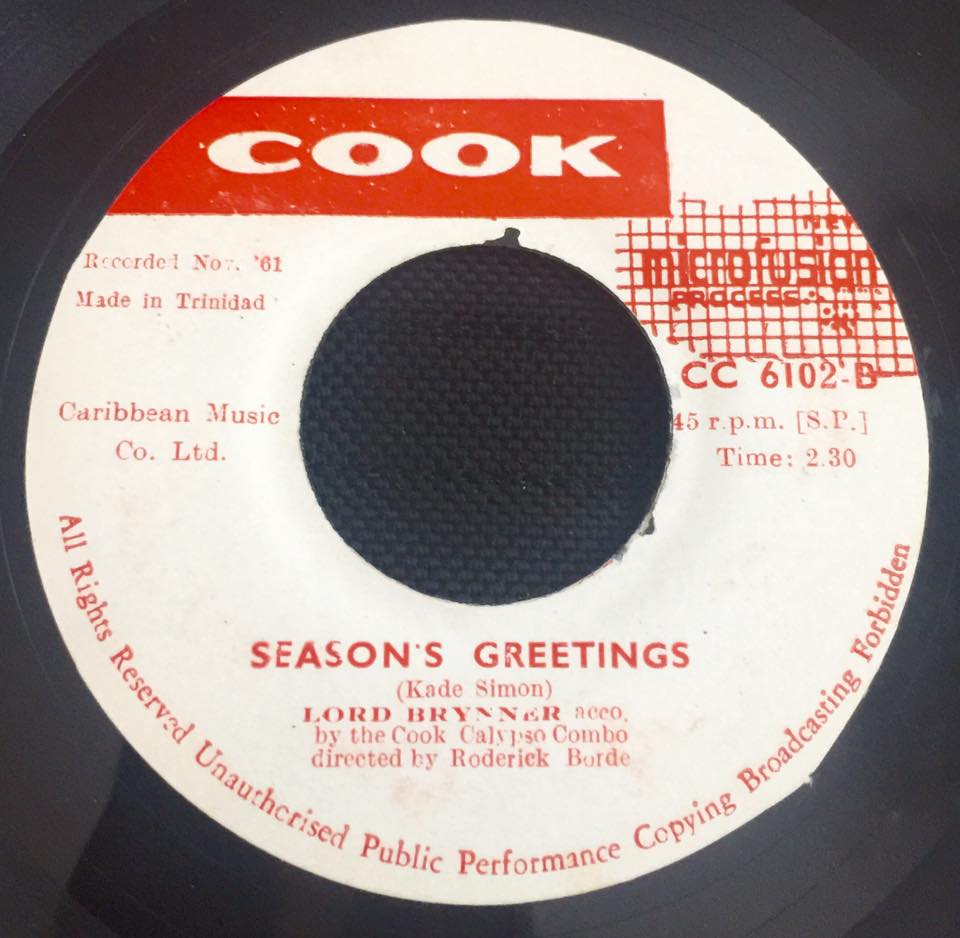 COOK
Recorded Nov. '61
Made in Trinidad
NEW
microfusion
PROCESS
CC 6102-B
Caribbean Music
Co. Ltd.
45 r.p.m. [S.P.]
Time: 2.30
SEASON'S GREETINGS
(Kade Simon)
LORD BRYNNER acco.
by the Cook Calypso Combo
directed by Roderick Borde
All Rights Reserved Unauthorised Public Performance Copying Broadcasting Forbidden